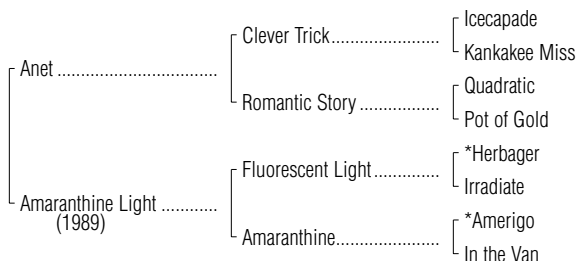 Icecapade
Clever Trick........................
Kankakee Miss
Anet ...................................
Quadratic
Romantic Story .................
Pot of Gold
*Herbager
Fluorescent Light..............
Irradiate
Amaranthine Light ............
(1989)
*Amerigo
Amaranthine.......................
In the Van